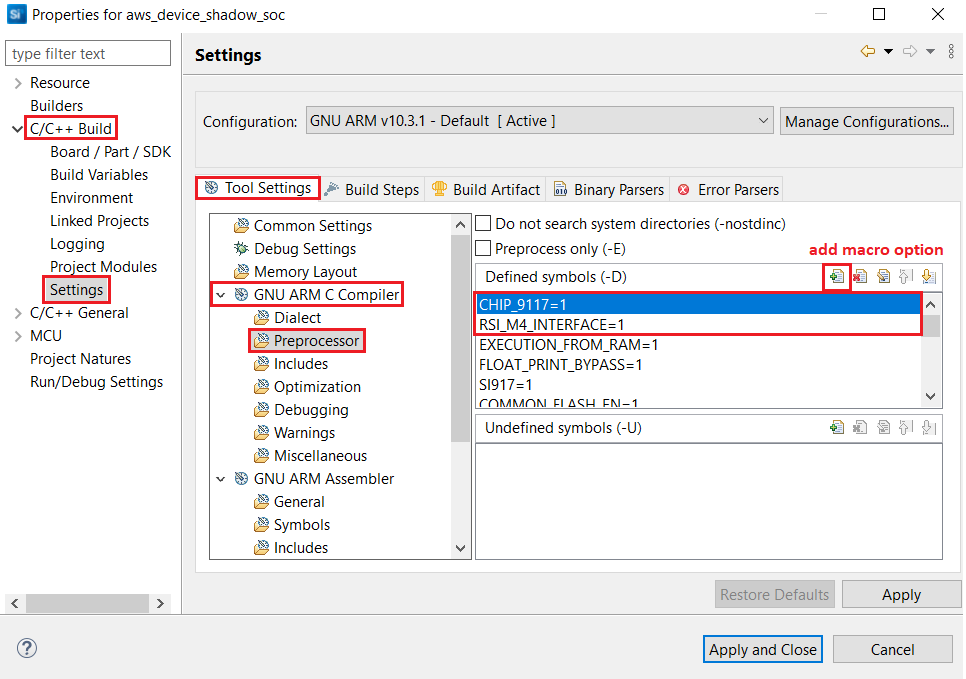 Si Properties for aws_device_shadow_soc
type filter text
Resource
Builders
C/C++ Build
Board / Part / SDK
Build Variables
Environment
Linked Projects
Logging
Project Modules
Settings
C/C++ General
MCU
Project Natures
Run/Debug Settings
Settings
Configuration: GNU ARM v10.3.1 - Default [ Active ] Manage Configurations...
Tool Settings Build Steps Build Artifact 010 Binary Parsers Error Parsers
Common Settings
Debug Settings
Memory Layout
GNU ARM C Compiler
Dialect
Preprocessor
Includes
Optimization
Debugging
Warnings
Miscellaneous
GNU ARM Assembler
General
Symbols
Includes
Do not search system directories (-nostdinc)
Preprocess only (-E)
add macro option
Defined symbols (-D)
CHIP_9117=1
RSI_M4_INTERFACE=1
EXECUTION_FROM_RAM=1
FLOAT_PRINT_BYPASS=1
SI917=1
COMMON_FLASH_EN=1
Undefined symbols (-U)
Restore Defaults Apply
? Apply and Close Cancel